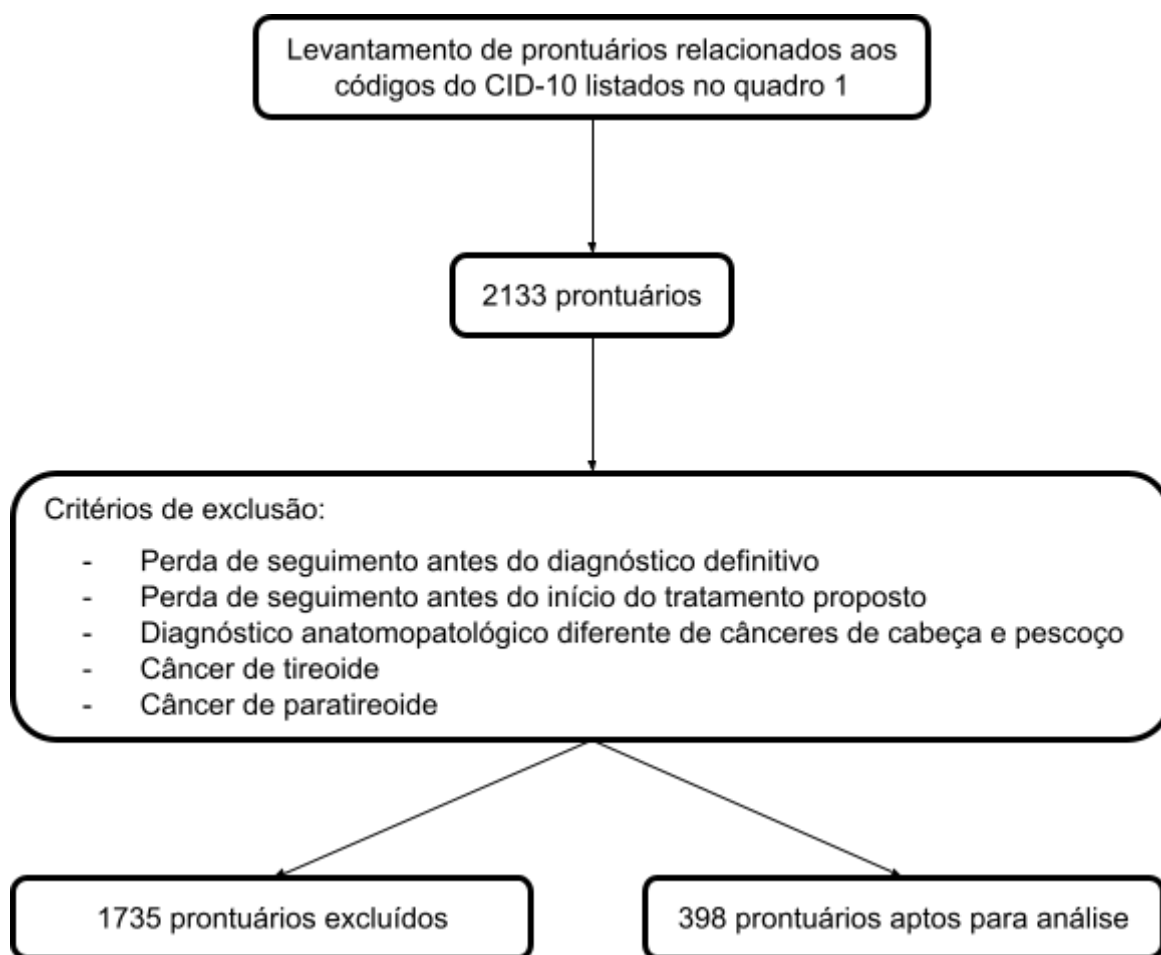 Levantamento de prontuários relacionados aos
códigos do CID-10 listados no quadro 1
2133 prontuários
Critérios de exclusão:
- Perda de seguimento antes do diagnóstico definitivo
- Perda de seguimento antes do início do tratamento proposto
- Diagnóstico anatomopatológico diferente de cânceres de cabeça e pescoço
- Câncer de tireoide
- Câncer de paratireoide
1735 prontuários excluídos
398 prontuários aptos para análise